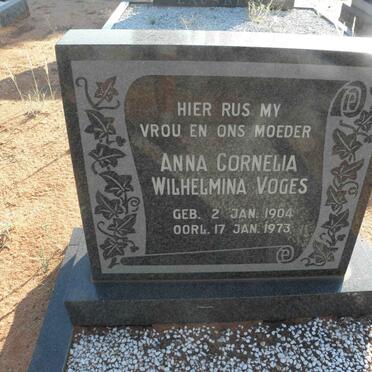 HIER RUS MY
VROU EN ONS MOEDER
ANNA CORNELIA
WILHELMINA VOGES
GEB. 2 JAN. 1904
OORL. 17 JAN. 1973